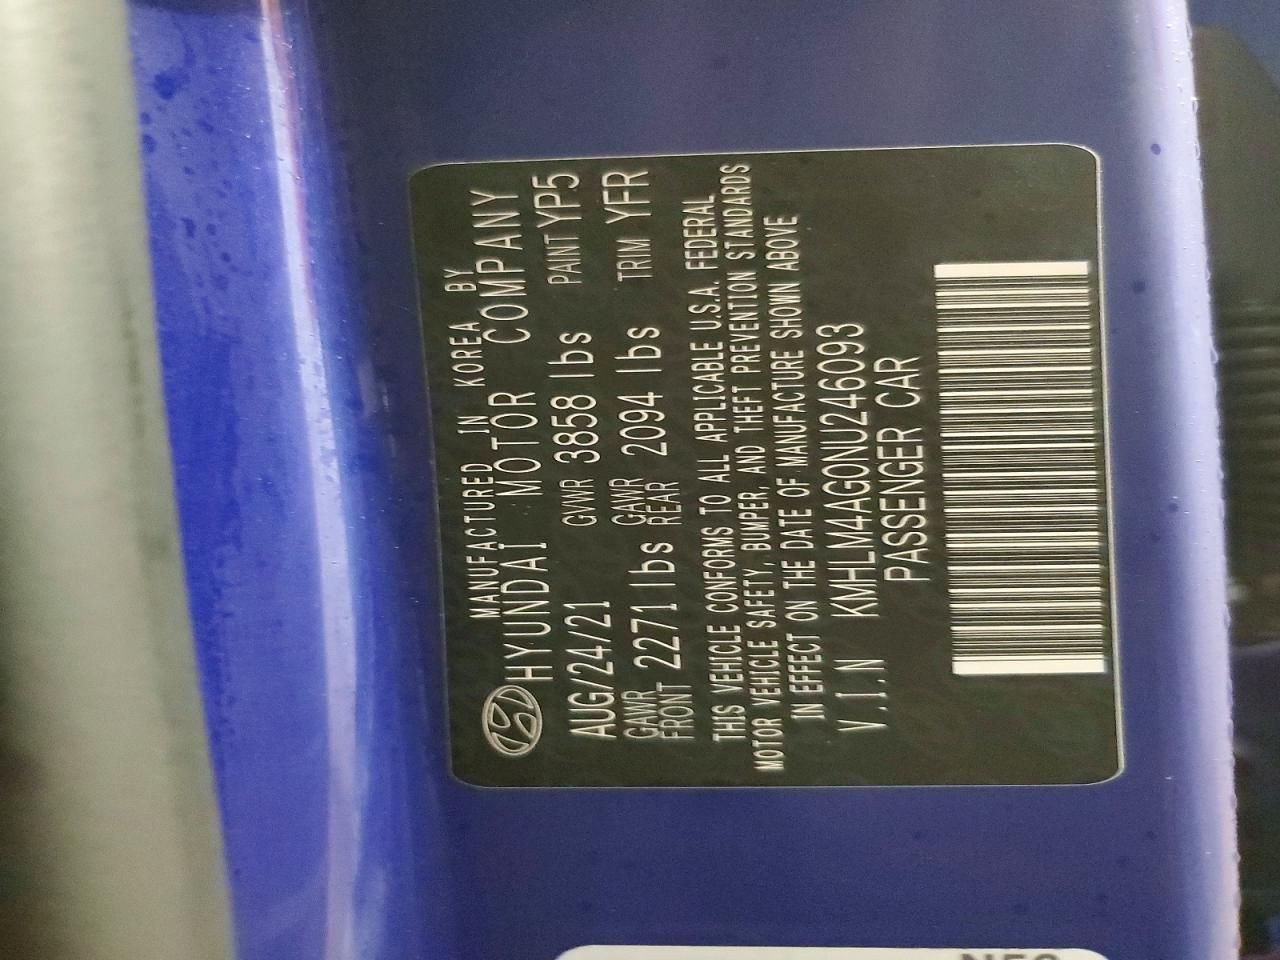 MANUFACTURED IN KOREA BY
HYUNDAI MOTOR COMPANY
AUG/24/21 GVWR 3858 lbs PAINT YP5
GAWR FRONT 2271 lbs GAWR REAR 2094 lbs TRIM YFR
THIS VEHICLE CONFORMS TO ALL APPLICABLE U.S.A. FEDERAL
MOTOR VEHICLE SAFETY, BUMPER, AND THEFT PREVENTION STANDARDS
IN EFFECT ON THE DATE OF MANUFACTURE SHOWN ABOVE
V.I.N KMHLM4AG0NU246093
PASSENGER CAR